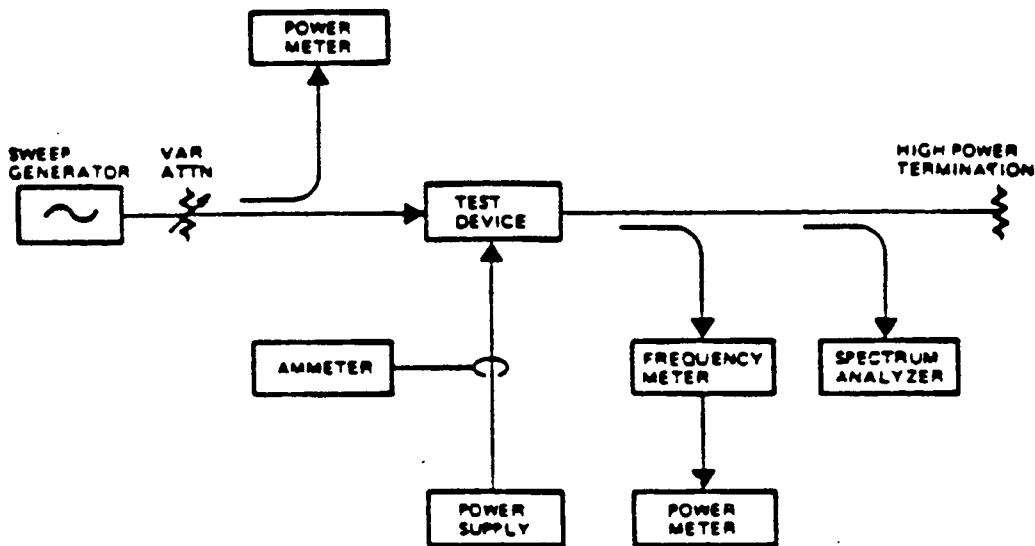 POWER
METER
SWEEP
GENERATOR
VAR
ATTN
HIGH POWER
TERMINATION
TEST
DEVICE
AMMETER
FREQUENCY
METER
SPECTRUM
ANALYZER
POWER
SUPPLY
POWER
METER